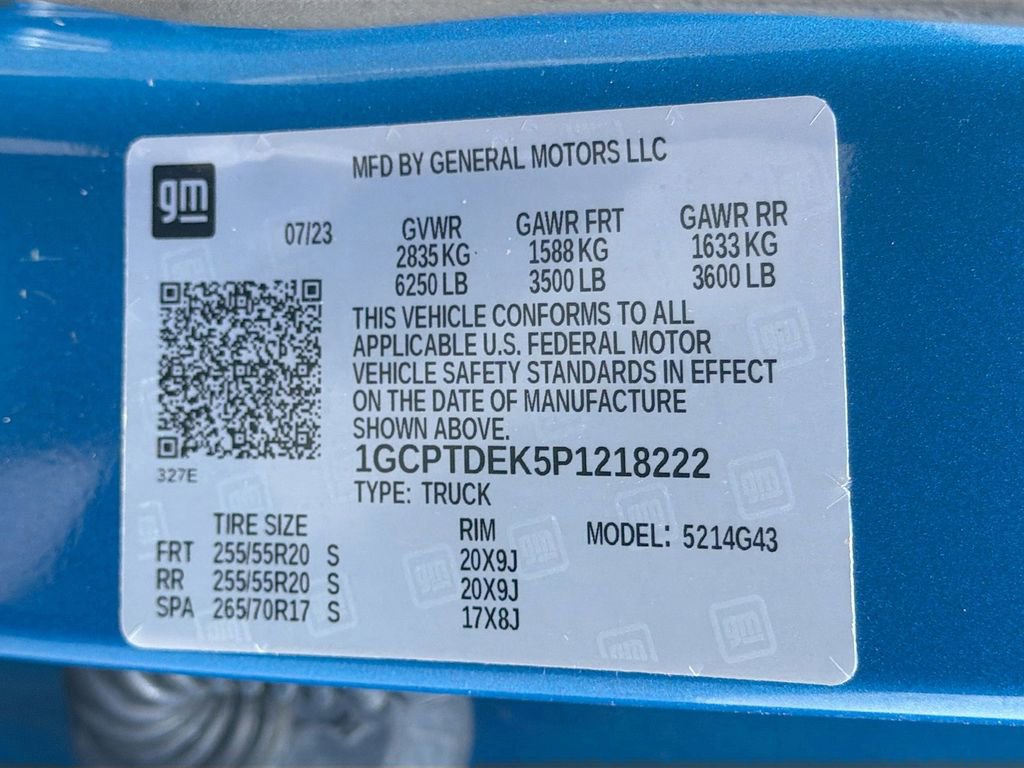 MFD BY GENERAL MOTORS LLC
gm
07/23 GVWR GAWR FRT GAWR RR
2835 KG 1588 KG 1633 KG
6250 LB 3500 LB 3600 LB
THIS VEHICLE CONFORMS TO ALL
APPLICABLE U.S. FEDERAL MOTOR
VEHICLE SAFETY STANDARDS IN EFFECT
ON THE DATE OF MANUFACTURE
SHOWN ABOVE.
1GCPTDEK5P1218222
327E
TYPE: TRUCK
TIRE SIZE RIM MODEL: 5214G43
FRT 255/55R20 S 20X9J
RR 255/55R20 S 20X9J
SPA 265/70R17 S 17X8J